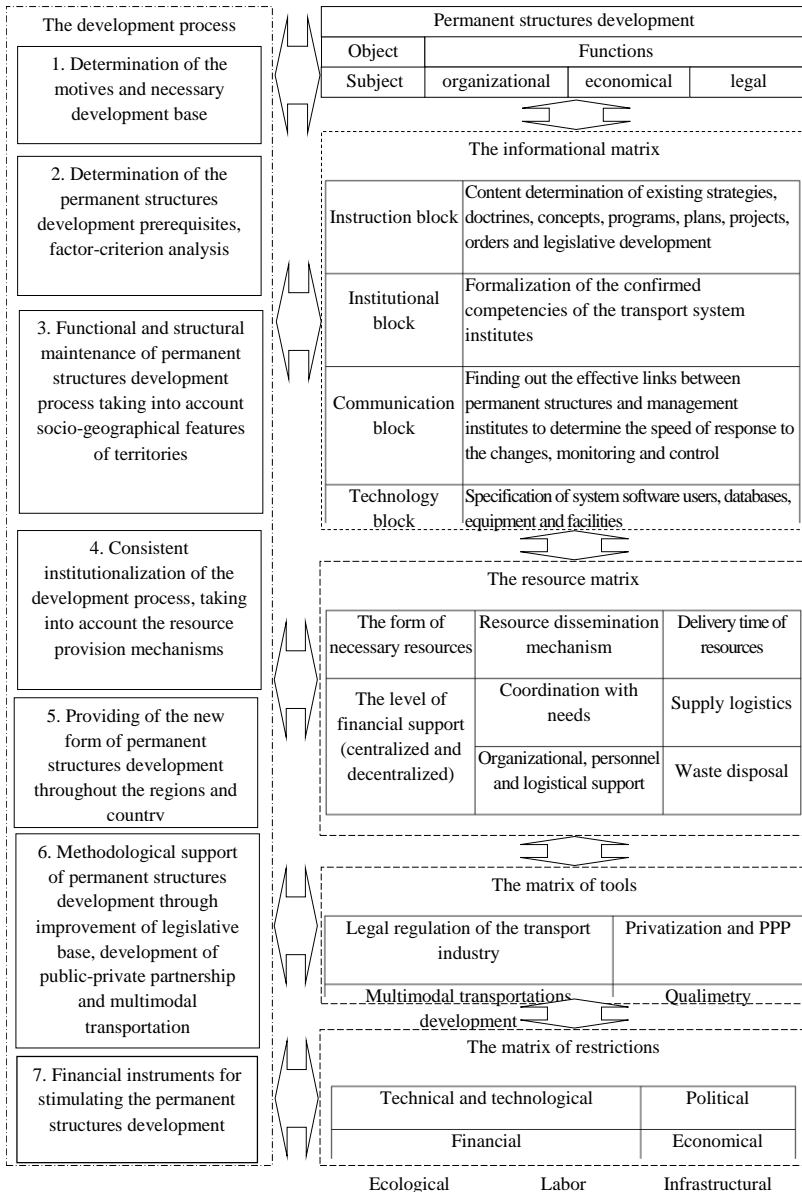 The development process
1. Determination of the
motives and necessary
development base
2. Determination of the
permanent structures
development prerequisites,
factor-criterion analysis
3. Functional and structural
maintenance of permanent
structures development
process taking into account
socio-geographical features
of territories
4. Consistent
institutionalization of the
development process, taking
into account the resource
provision mechanisms
5. Providing of the new
form of permanent
structures development
throughout the regions and
country
6. Methodological support
of permanent structures
development through
improvement of legislative
base, development of
public-private partnership
and multimodal
transportation
7. Financial instruments for
stimulating the permanent
structures development
Permanent structures development
Object
Functions
Subject
organizational
economical
legal
The informational matrix
Instruction block
Content determination of existing strategies,
doctrines, concepts, programs, plans, projects,
orders and legislative development
Institutional
block
Formalization of the confirmed
competencies of the transport system
institutes
Communication
block
Finding out the effective links between
permanent structures and management
institutes to determine the speed of response to
the changes, monitoring and control
Technology
block
Specification of system software users, databases,
equipment and facilities
The resource matrix
The form of
necessary resources
Resource dissemination
mechanism
Delivery time of
resources
The level of
financial support
(centralized and
decentralized)
Coordination with
needs
Supply logistics
Organizational, personnel
and logistical support
Waste disposal
The matrix of tools
Legal regulation of the transport
industry
Privatization and PPP
Multimodal transportations
development
Qualimetry
The matrix of restrictions
Technical and technological
Political
Financial
Economical
Ecological
Labor
Infrastructural